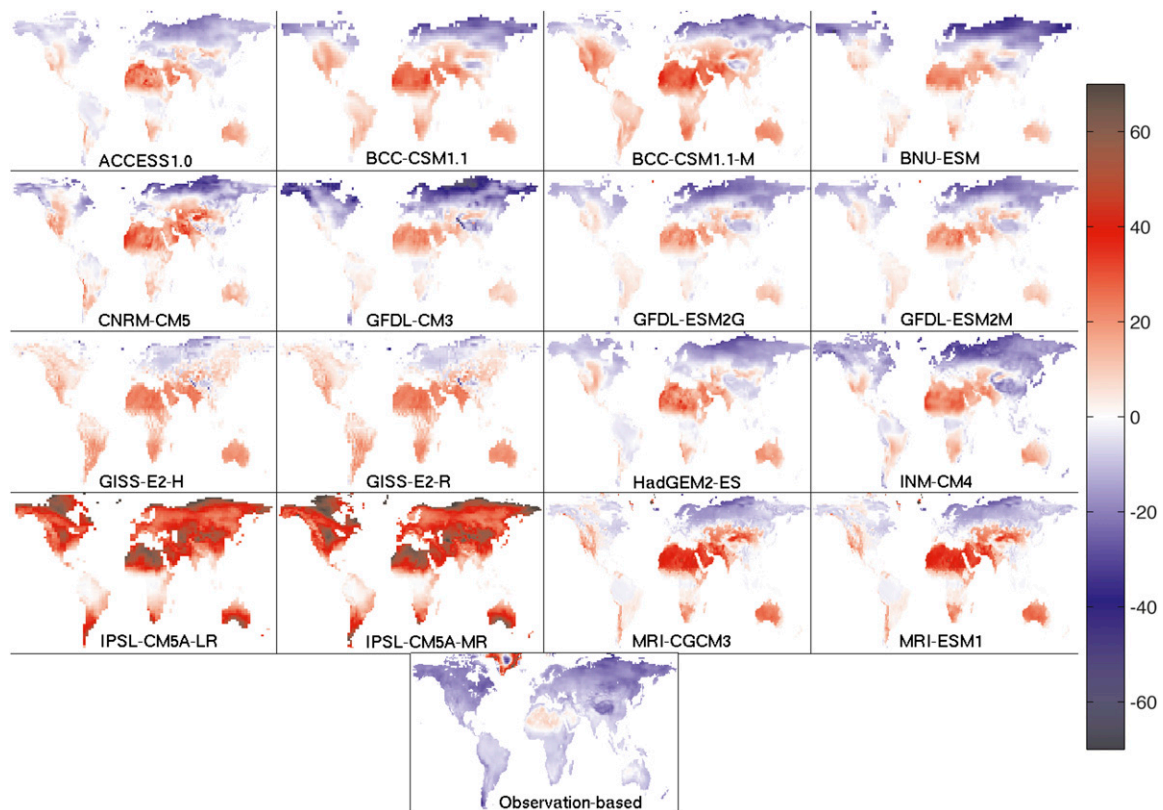 ACCESS1.0
BCC-CSM1.1
BCC-CSM1.1-M
BNU-ESM
CNRM-CM5
GFDL-CM3
GFDL-ESM2G
GFDL-ESM2M
GISS-E2-H
GISS-E2-R
HadGEM2-ES
INM-CM4
IPSL-CM5A-LR
IPSL-CM5A-MR
MRI-CGCM3
MRI-ESM1
Observation-based
60
40
20
0
-20
-40
-60